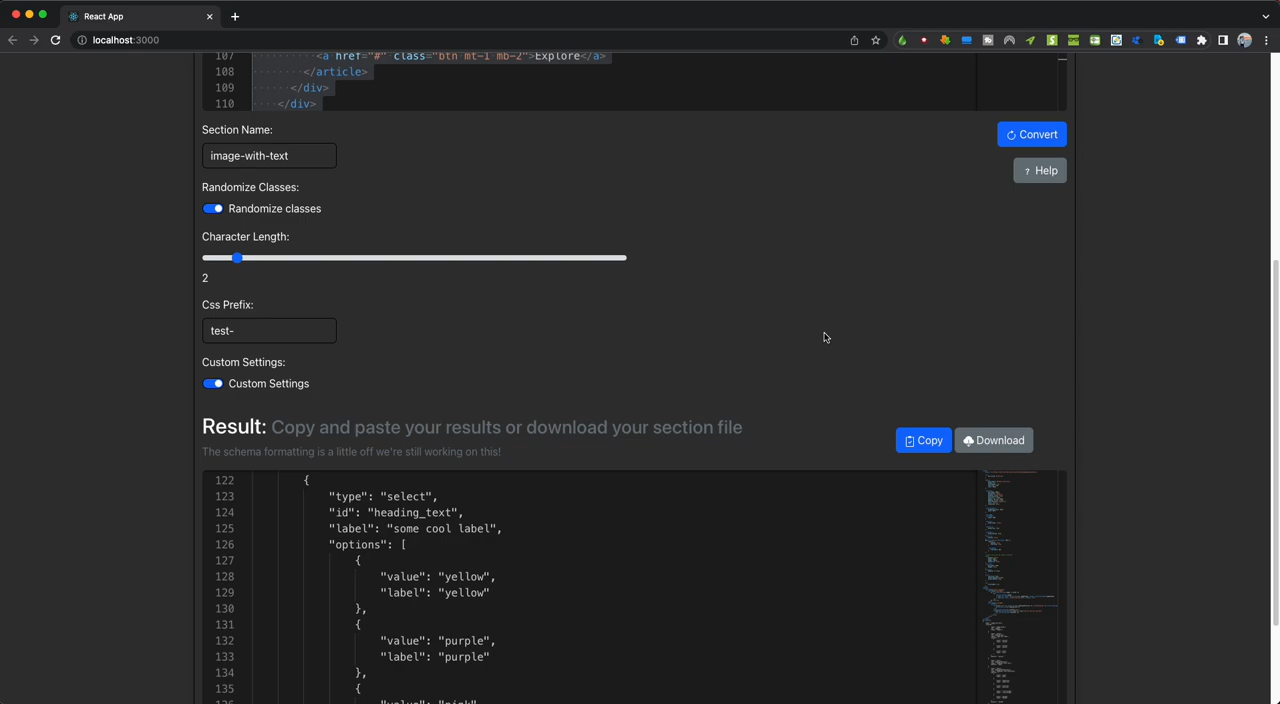 React App
localhost:3000
107 <a href="#" class="btn mt-1 mb-2">Explore</a>
108 </article>
109 </div>
110 </div>
Section Name:
Convert
image-with-text
? Help
Randomize Classes:
Randomize classes
Character Length:
2
Css Prefix:
test-
Custom Settings:
Custom Settings
Result: Copy and paste your results or download your section file
Copy
Download
The schema formatting is a little off we're still working on this!
122 {
123 "type": "select",
124 "id": "heading_text",
125 "label": "some cool label",
126 "options": [
127 {
128 "value": "yellow",
129 "label": "yellow"
130 },
131 {
132 "value": "purple",
133 "label": "purple"
134 },
135 {